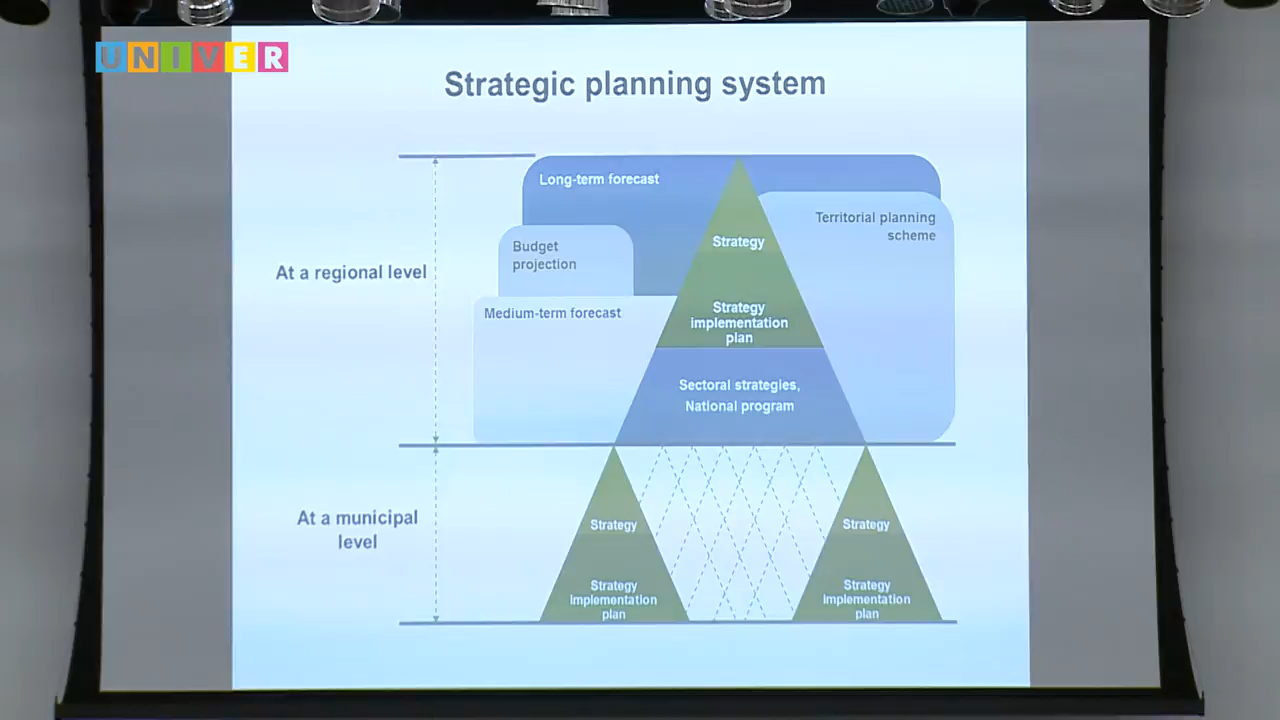 UNIVER
Strategic planning system
Long-term forecast
Territorial planning
scheme
Strategy
Budget
projection
At a regional level
Medium-term forecast
Strategy
implementation
plan
Sectoral strategies,
National program
At a municipal
level
Strategy
Strategy
Strategy
implementation
plan
Strategy
implementation
plan